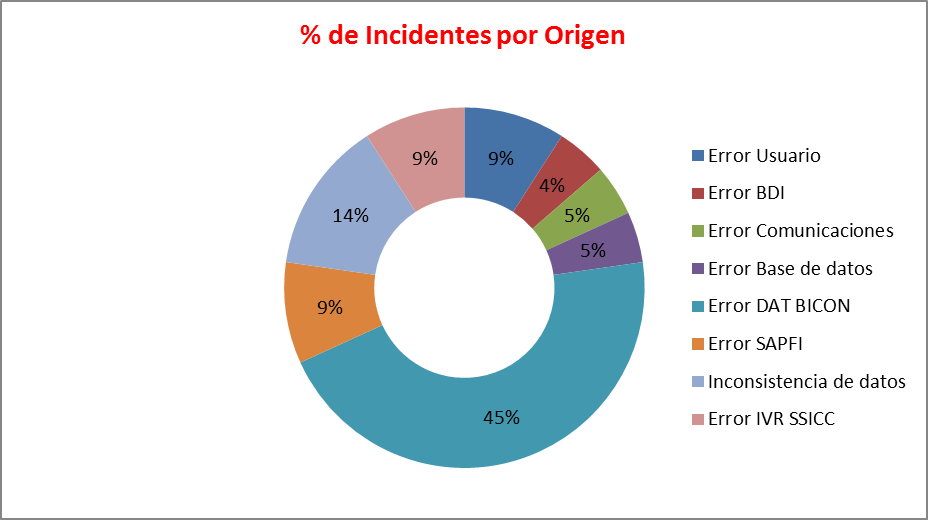 % de Incidentes por Origen
9%
9%
4%
5%
5%
14%
9%
45%
Error Usuario
Error BDI
Error Comunicaciones
Error Base de datos
Error DAT BICON
Error SAPFI
Inconsistencia de datos
Error IVR SSICC